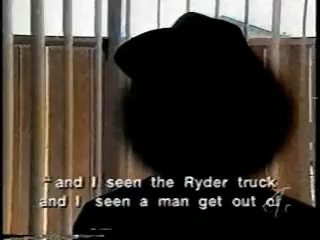 and I seen the Ryder truck
and I seen a man get out of